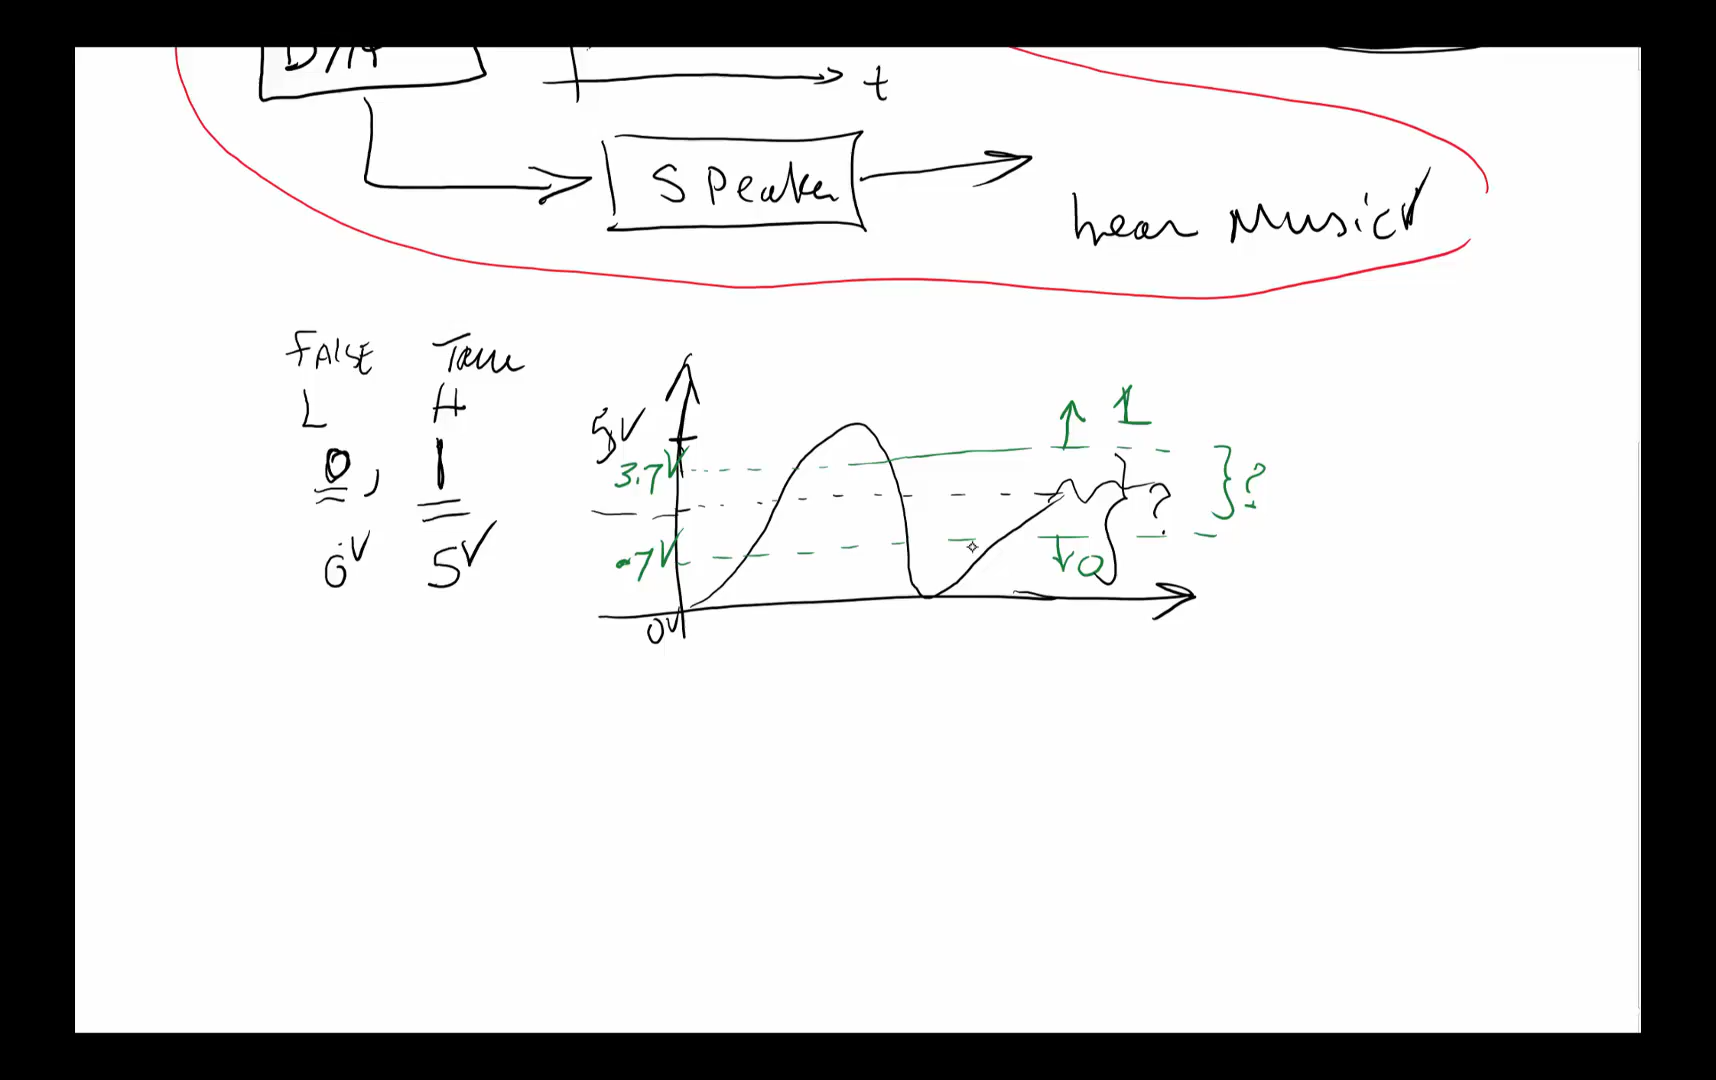 D/A
t
Speaker
hear Music
FALSE True
L H
0, 1
0V 5V
5V
3.7V
.7V
0V
1
?
?
0